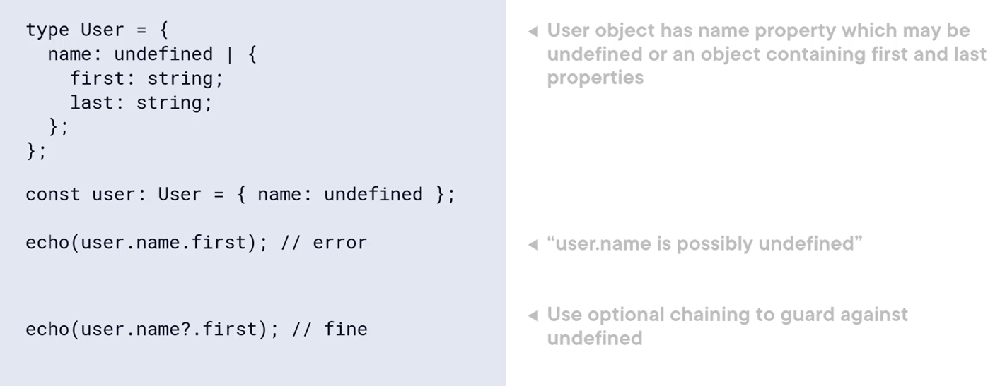 type User = {
  name: undefined | {
    first: string;
    last: string;
  };
};
const user: User = { name: undefined };
echo(user.name.first); // error
echo(user.name?.first); // fine
◀ User object has name property which may be
undefined or an object containing first and last
properties
◀ “user.name is possibly undefined”
◀ Use optional chaining to guard against
undefined